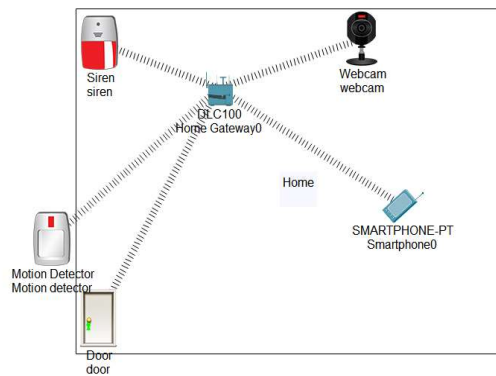 Siren
siren
Webcam
webcam
DLC100
Home Gateway0
Home
SMARTPHONE-PT
Smartphone0
Motion Detector
Motion detector
Door
door